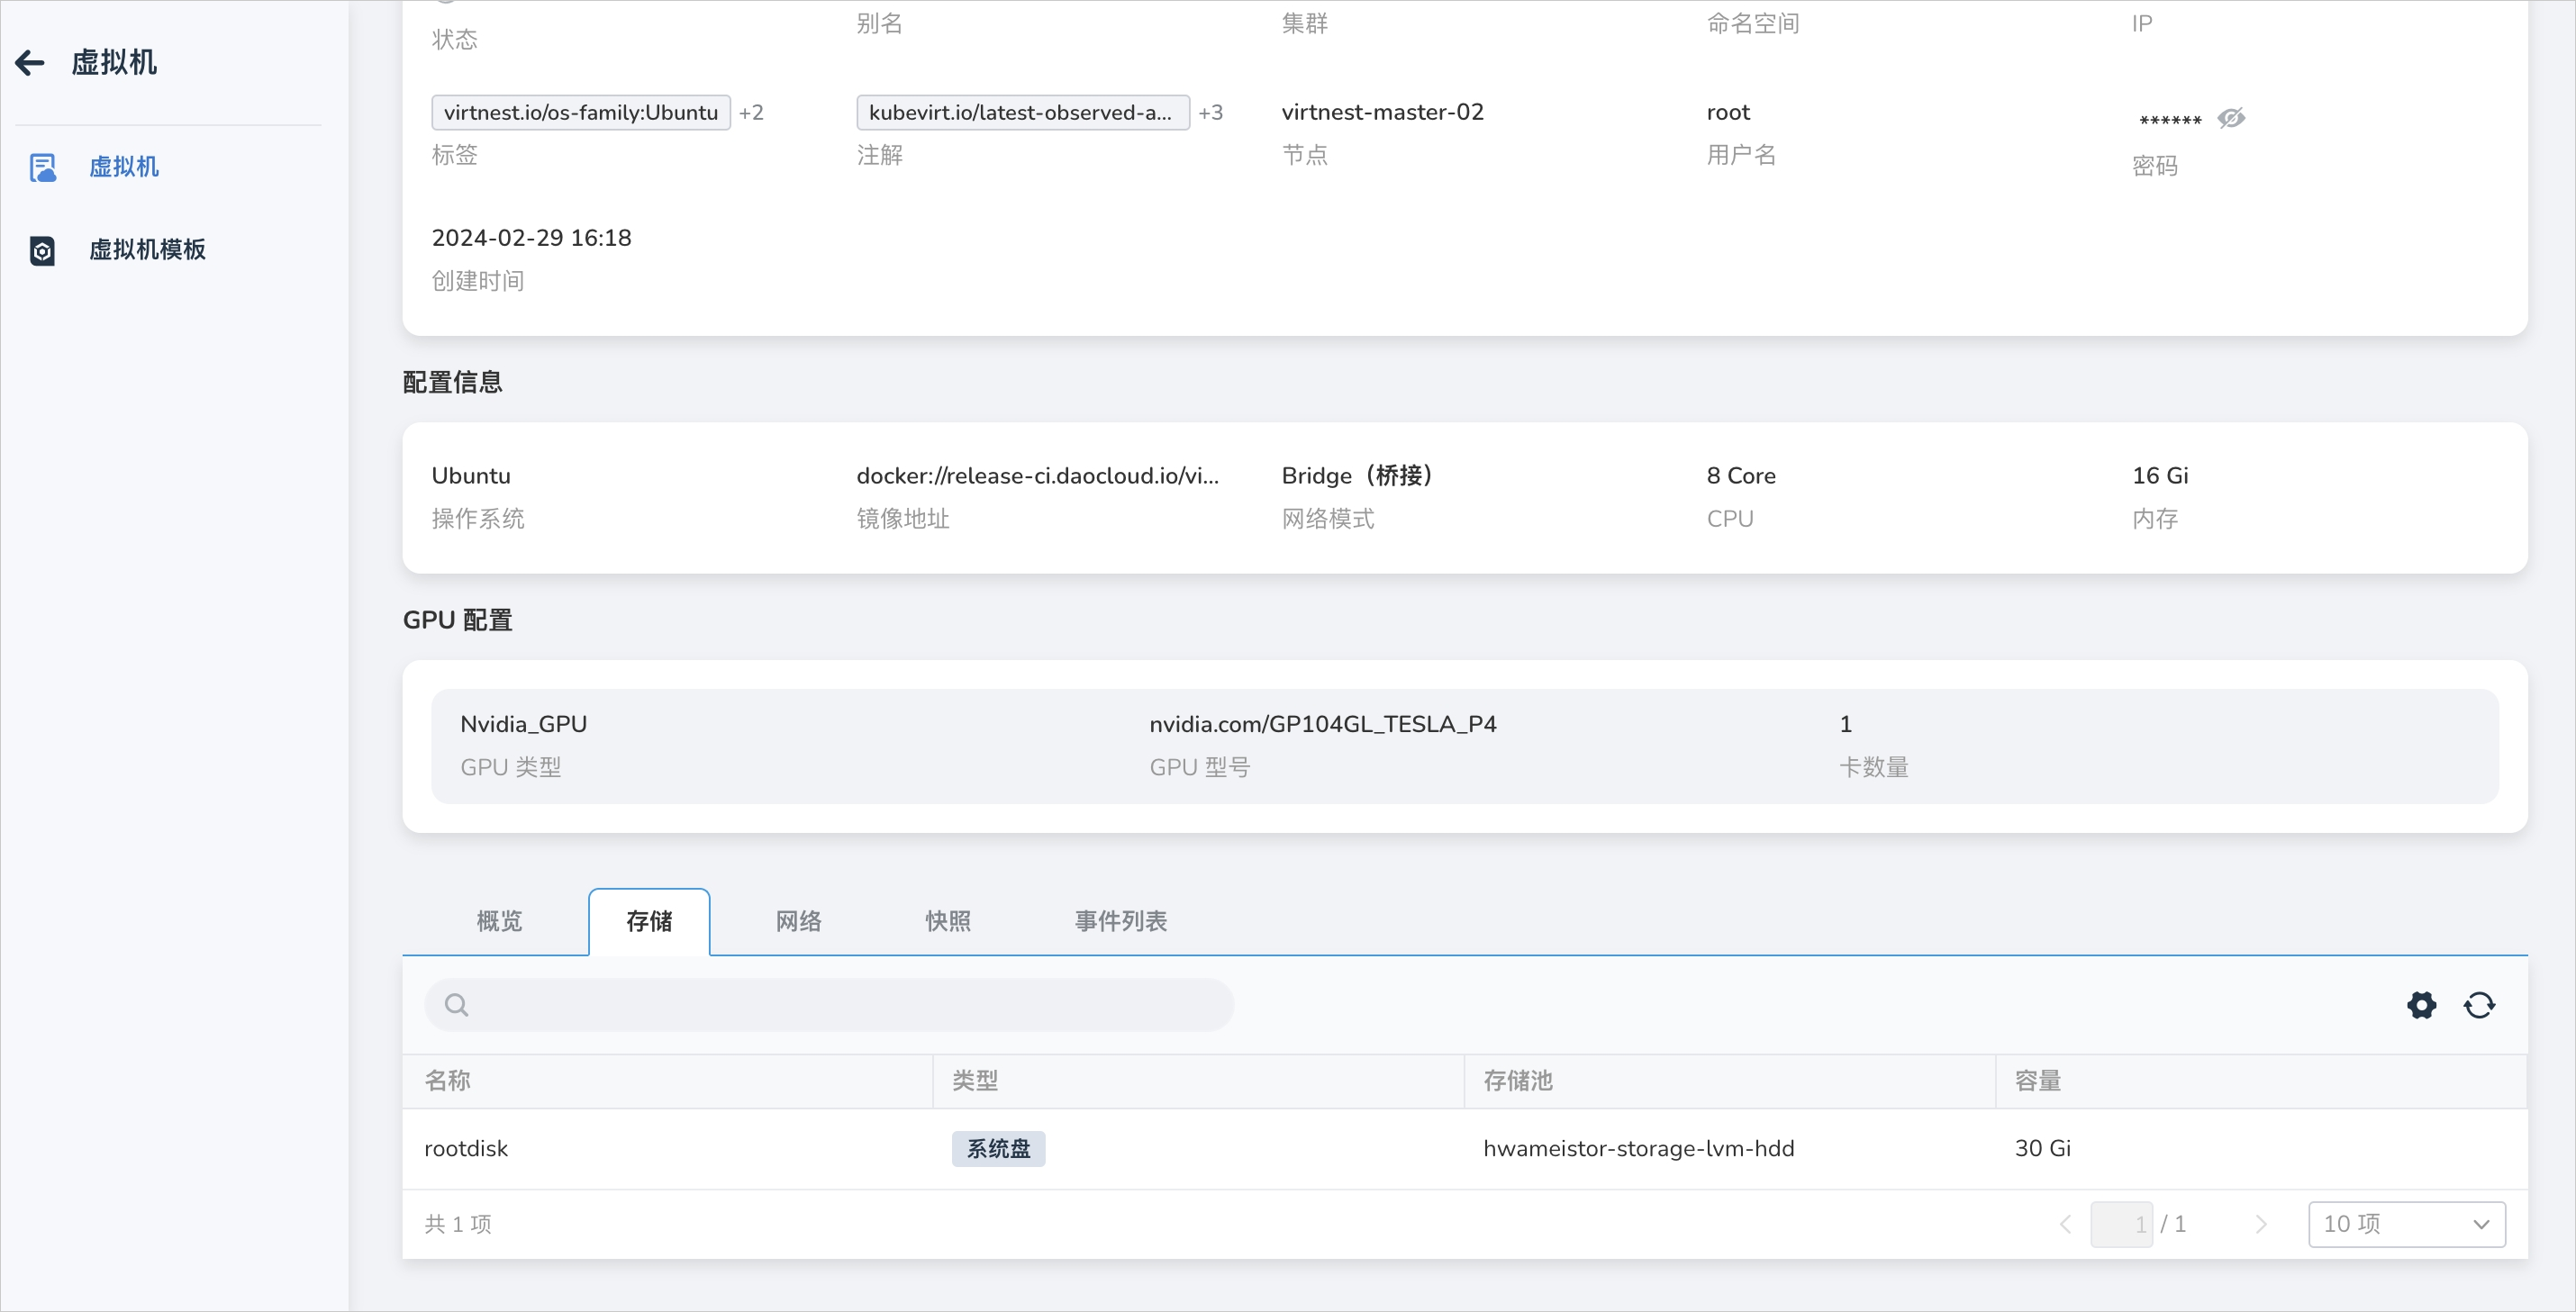 虚拟机
虚拟机
虚拟机模板
状态
别名
集群
命名空间
IP
virtnest.io/os-family:Ubuntu +2
标签
kubevirt.io/latest-observed-a... +3
注解
virtnest-master-02
节点
root
用户名
******
密码
2024-02-29 16:18
创建时间
配置信息
Ubuntu
操作系统
docker://release-ci.daocloud.io/vi...
镜像地址
Bridge（桥接）
网络模式
8 Core
CPU
16 Gi
内存
GPU 配置
Nvidia_GPU
GPU 类型
nvidia.com/GP104GL_TESLA_P4
GPU 型号
1
卡数量
概览 存储 网络 快照 事件列表
名称 类型 存储池 容量
rootdisk 系统盘 hwameistor-storage-lvm-hdd 30 Gi
共 1 项 1 / 1 10 项